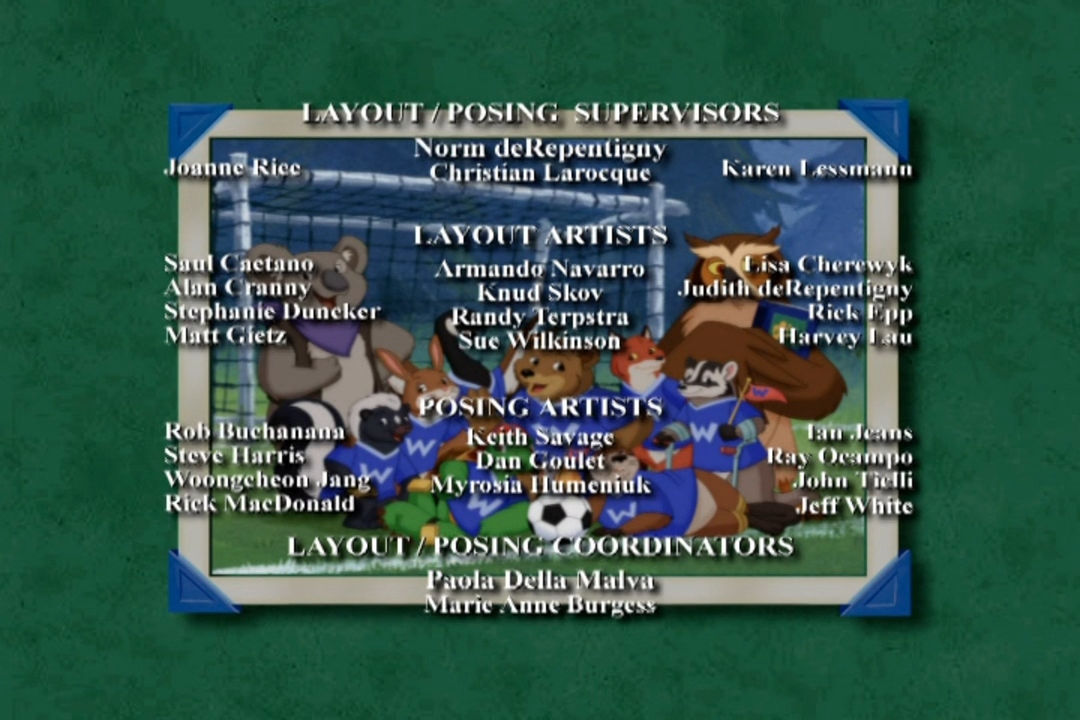 LAYOUT / POSING SUPERVISORS
Norm deRepentigny
Joanne Rice Christian Larocque Karen Lessmann
LAYOUT ARTISTS
Saul Caetano Armando Navarro Lisa Cherewyk
Alan Cranny Knud Skov Judith deRepentigny
Stephanie Duncker Randy Terpstra Rick Epp
Matt Gietz Sue Wilkinson Harvey Lau
POSING ARTISTS
Rob Buchanana Keith Savage Ian Jeans
Steve Harris Dan Goulet Ray Ocampo
Woongcheon Jang Myrosia Humeniuk John Tielli
Rick MacDonald Jeff White
LAYOUT / POSING COORDINATORS
Paola Della Malva
Marie Anne Burgess
W
W
W
W
W